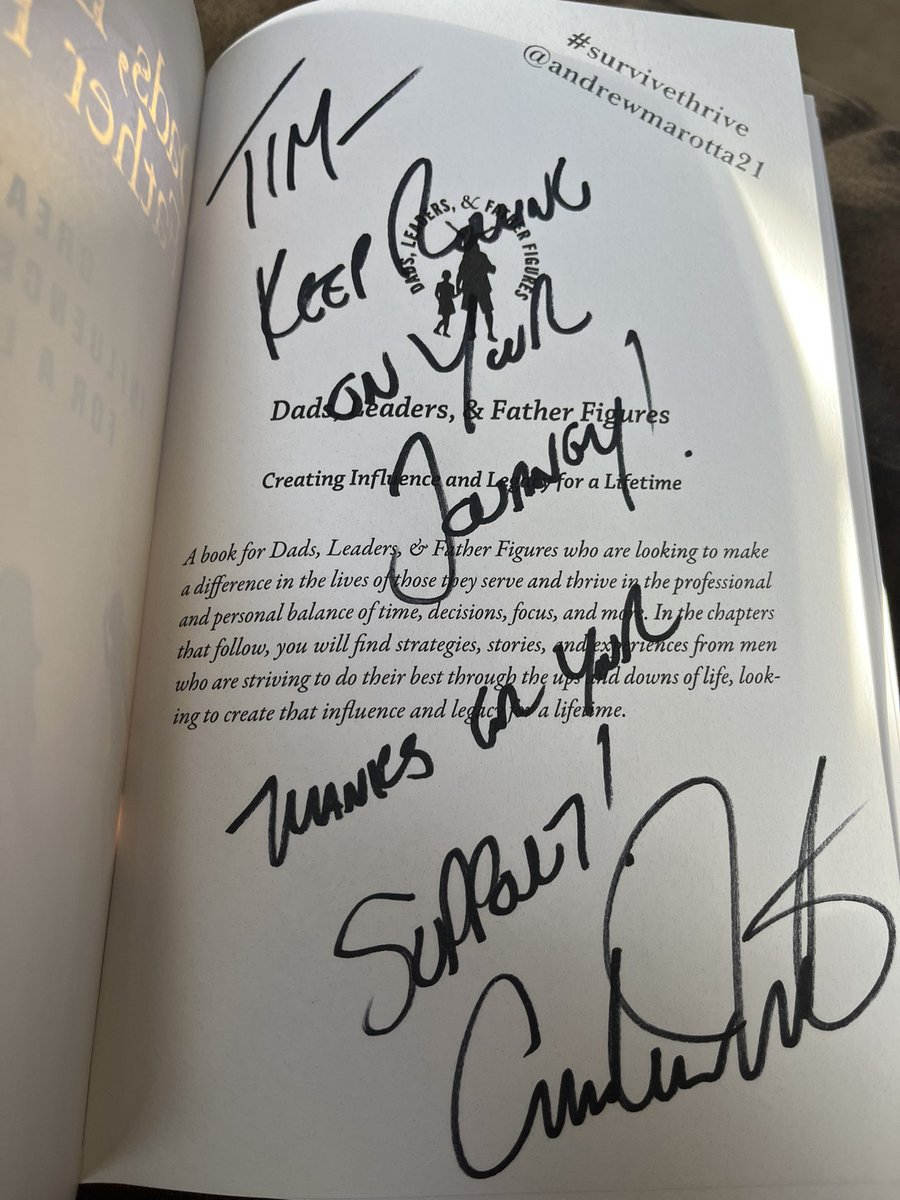 #survivethrive
@andrewmarotta21
TIM—
KEEP ROLLING
DADS, LEADERS, & FATHER FIGURES
ON YOUR
Dads, Leaders, & Father Figures
JOURNEY!
Creating Influence and Legacy for a Lifetime
A book for Dads, Leaders, & Father Figures who are looking to make
a difference in the lives of those they serve and thrive in the professional
and personal balance of time, decisions, focus, and more. In the chapters
that follow, you will find strategies, stories, and experiences from men
who are striving to do their best through the ups and downs of life, look-
ing to create that influence and legacy for a lifetime.
THANKS FOR YOUR
SUPPORT!